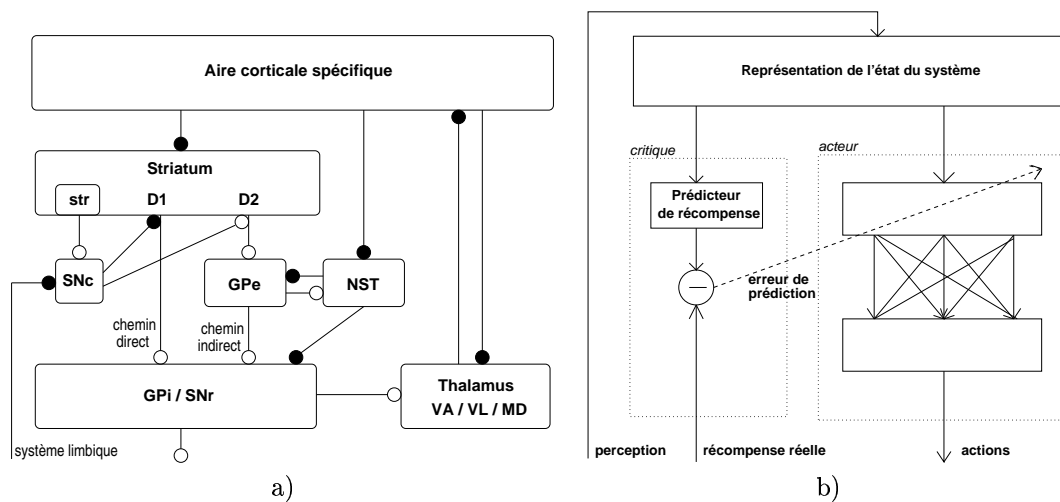 Aire corticale spécifique
Striatum
str
D1
D2
SNc
GPe
NST
chemin
direct
chemin
indirect
GPi / SNr
Thalamus
VA / VL / MD
système limbique
a)
Représentation de l'état du système
critique
acteur
Prédicteur
de récompense
erreur de
prédiction
perception
récompense réelle
actions
b)